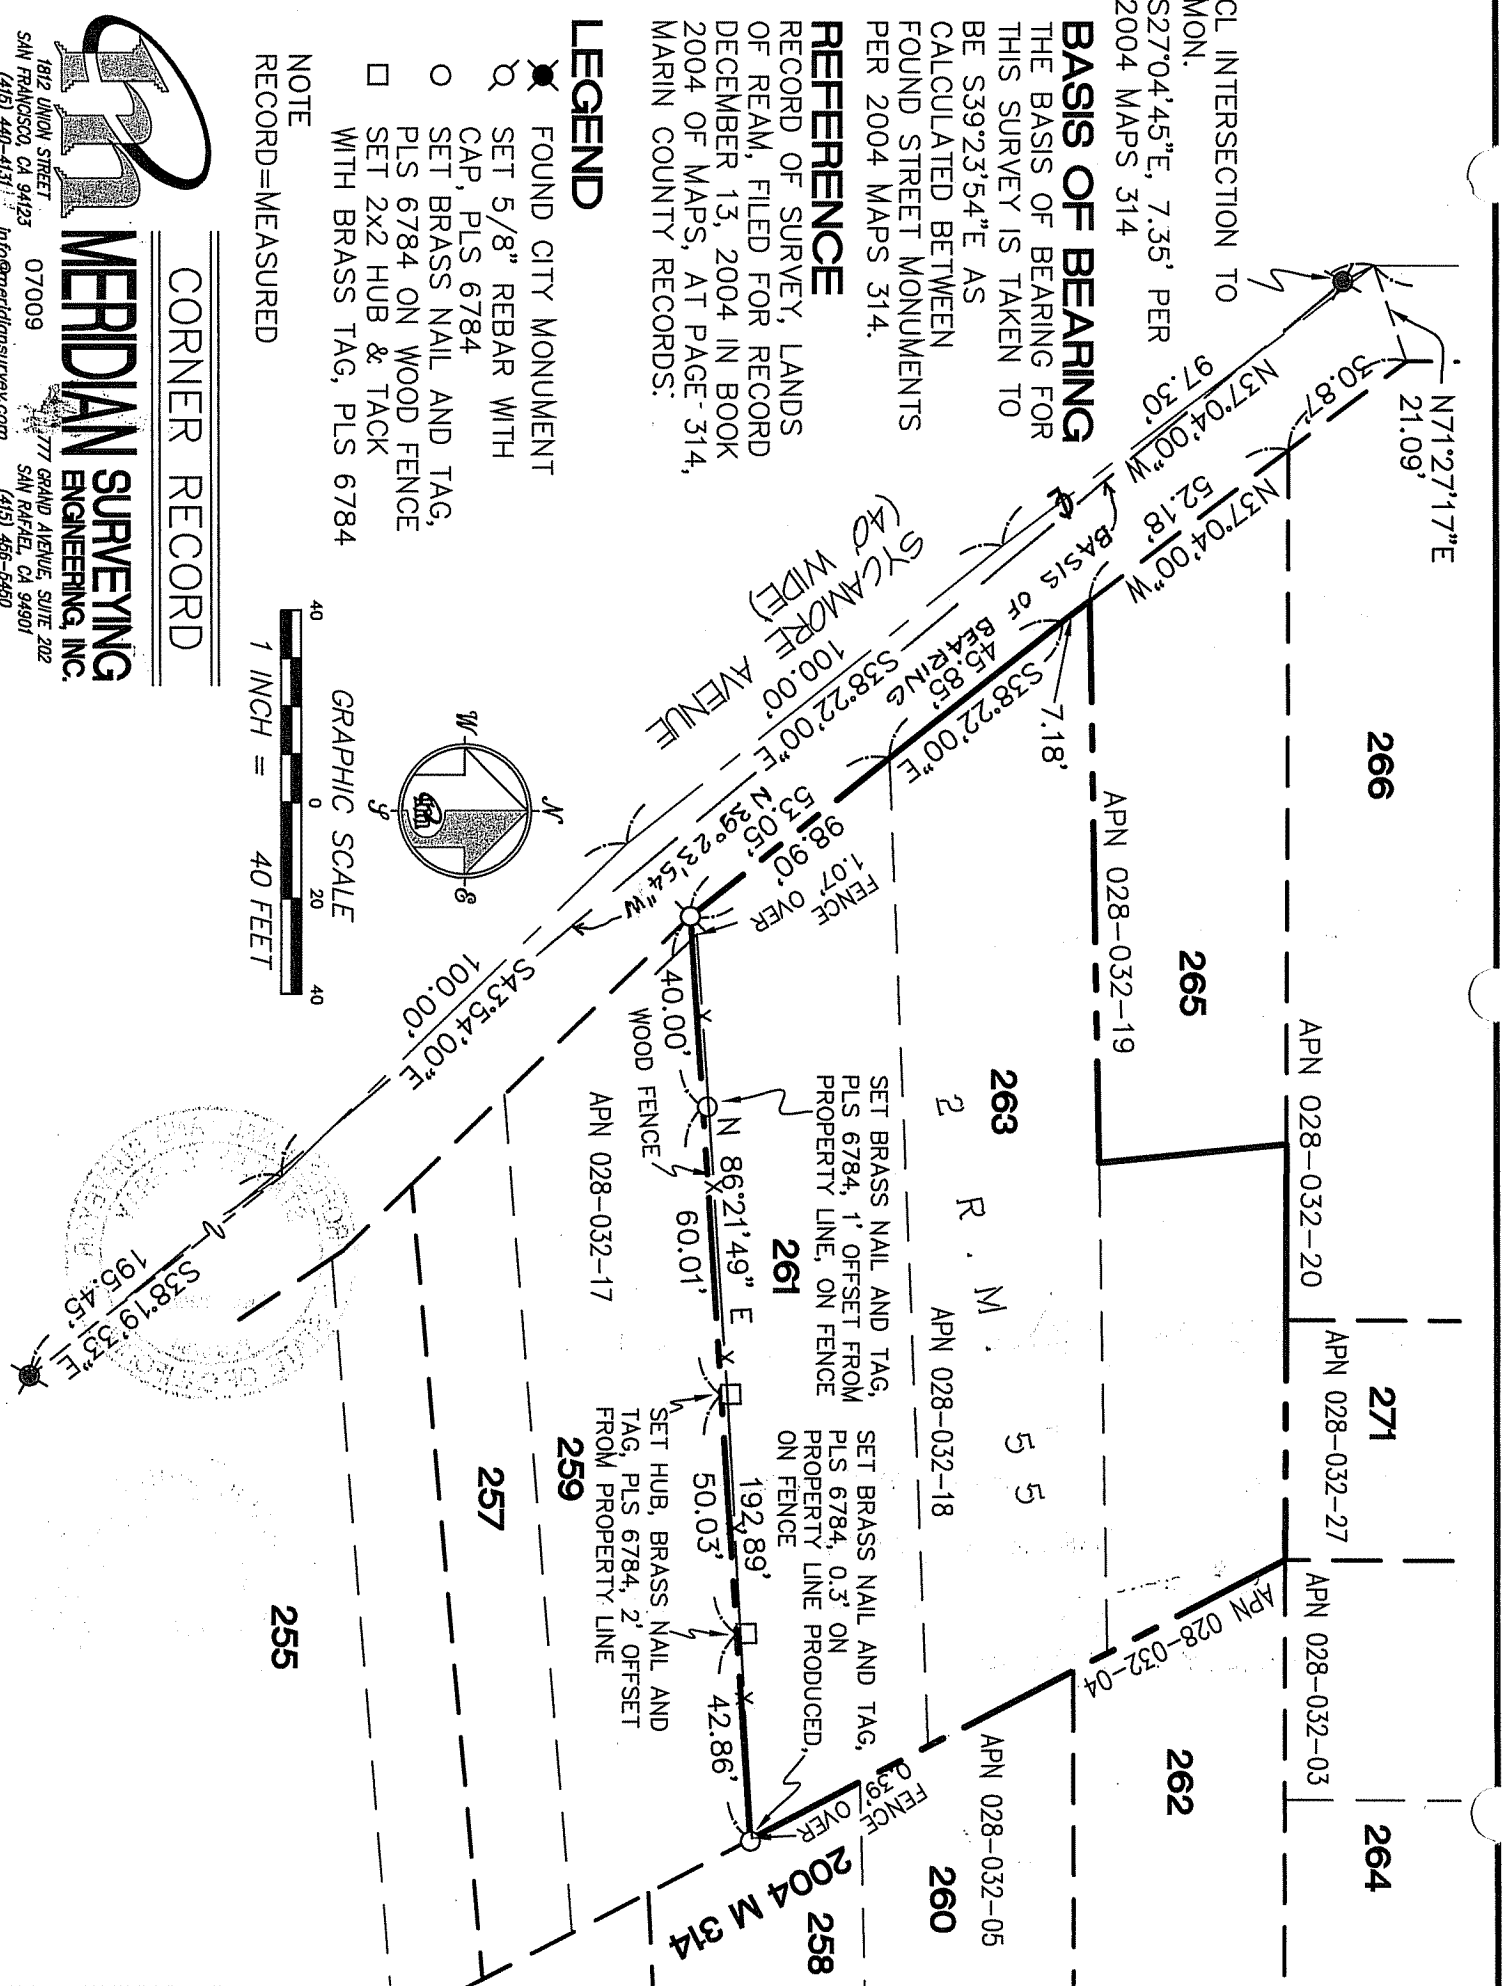 CL INTERSECTION TO
MON.
S27°04'45"E, 7.35' PER
2004 MAPS 314
BASIS OF BEARING
THE BASIS OF BEARING FOR
THIS SURVEY IS TAKEN TO
BE S39°23'54"E AS
CALCULATED BETWEEN
FOUND STREET MONUMENTS
PER 2004 MAPS 314.
REFERENCE
RECORD OF SURVEY, LANDS
OF REAM, FILED FOR RECORD
DECEMBER 13, 2004 IN BOOK
2004 OF MAPS, AT PAGE 314,
MARIN COUNTY RECORDS.
LEGEND
FOUND CITY MONUMENT
SET 5/8" REBAR WITH
CAP, PLS 6784
SET BRASS NAIL AND TAG,
PLS 6784 ON WOOD FENCE
SET 2x2 HUB & TACK
WITH BRASS TAG, PLS 6784
NOTE
RECORD=MEASURED
CORNER RECORD
MERIDIAN SURVEYING
ENGINEERING, INC.
1812 UNION STREET
SAN FRANCISCO, CA 94123
(415) 440-4131
07009
777 GRAND AVENUE, SUITE 202
SAN RAFAEL, CA 94901
(415) 456-5450
info@meridiansurvey.com
GRAPHIC SCALE
40 0 20 40
1 INCH = 40 FEET
N
W
E
S
N71°27'17"E
21.09'
30.87'
N37°04'00"W
97.30'
N37°04'00"W
52.18'
BASIS OF
BEARING
7.18'
S38°22'00"E
45.85'
S38°22'00"E
100.00'
SYCAMORE AVENUE
(40' WIDE)
53.05'
98.90'
39°23'54"W
FENCE OVER
1.07'
S43°54'00"E
100.00'
S38°19'33"E
195.45'
266
APN 028-032-20
265
APN 028-032-19
271
APN 028-032-27
APN 028-032-03
264
APN 028-032-04
262
263
2 R.M. 55
APN 028-032-18
APN 028-032-05
260
SET BRASS NAIL AND TAG,
PLS 6784, 1' OFFSET FROM
PROPERTY LINE, ON FENCE
SET BRASS NAIL AND TAG,
PLS 6784, 0.3' ON
PROPERTY LINE PRODUCED,
ON FENCE
FENCE OVER
0.39'
261
N 86°21'49" E
192.89'
40.00'
60.01'
50.03'
42.86'
WOOD FENCE
SET HUB, BRASS NAIL AND
TAG, PLS 6784, 2' OFFSET
FROM PROPERTY LINE
APN 028-032-17
258
2004 M 314
259
257
255